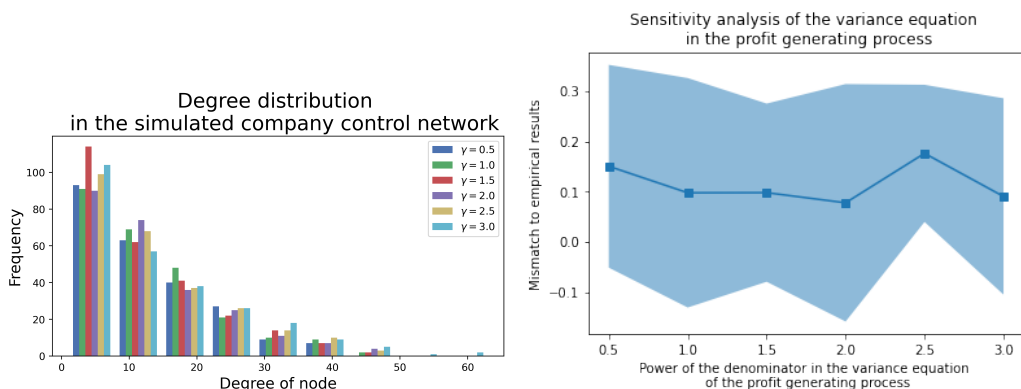 Degree distribution
in the simulated company control network
γ = 0.5
γ = 1.0
γ = 1.5
γ = 2.0
γ = 2.5
γ = 3.0
Frequency
100
80
60
40
20
0
0 10 20 30 40 50 60
Degree of node
Sensitivity analysis of the variance equation
in the profit generating process
Mismatch to empirical results
0.3
0.2
0.1
0.0
−0.1
0.5 1.0 1.5 2.0 2.5 3.0
Power of the denominator in the variance equation
of the profit generating process